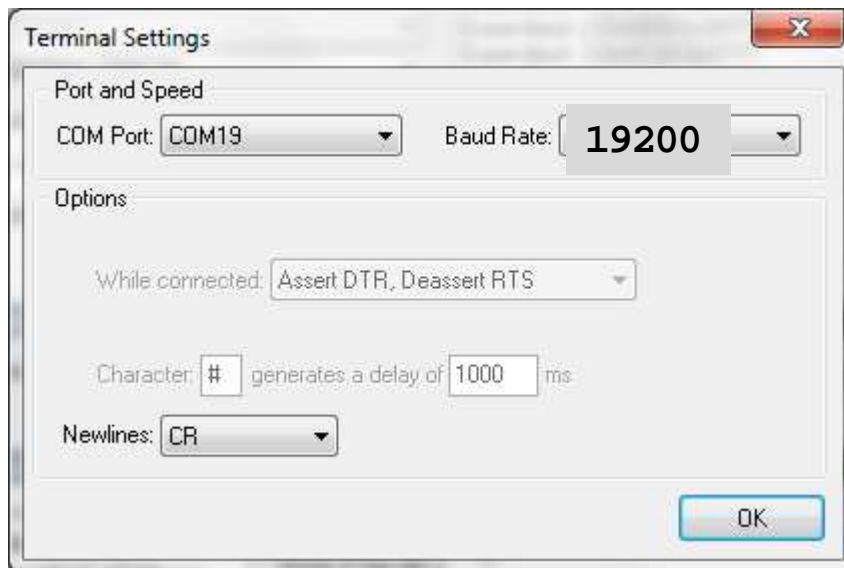 Terminal Settings
Port and Speed
COM Port: COM19 Baud Rate: 19200
Options
While connected: Assert DTR, Deassert RTS
Character: # generates a delay of 1000 ms
Newlines: CR
OK